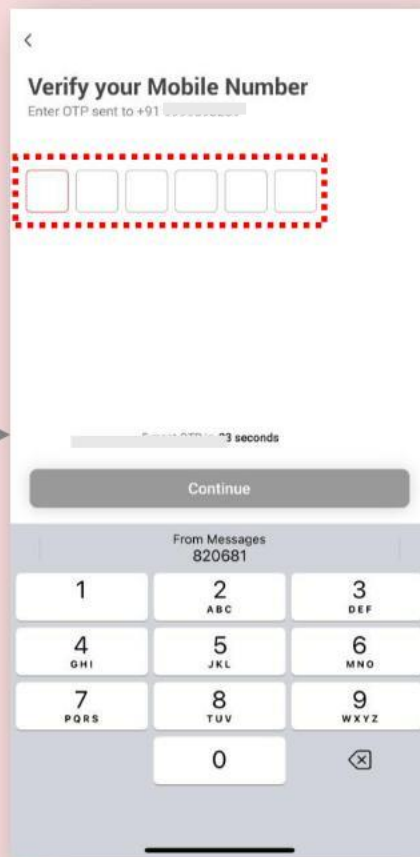 Verify your Mobile Number
Enter OTP sent to +91
seconds
Continue
From Messages
820681
1
2
ABC
3
DEF
4
GHI
5
JKL
6
MNO
7
PQRS
8
TUV
9
WXYZ
0